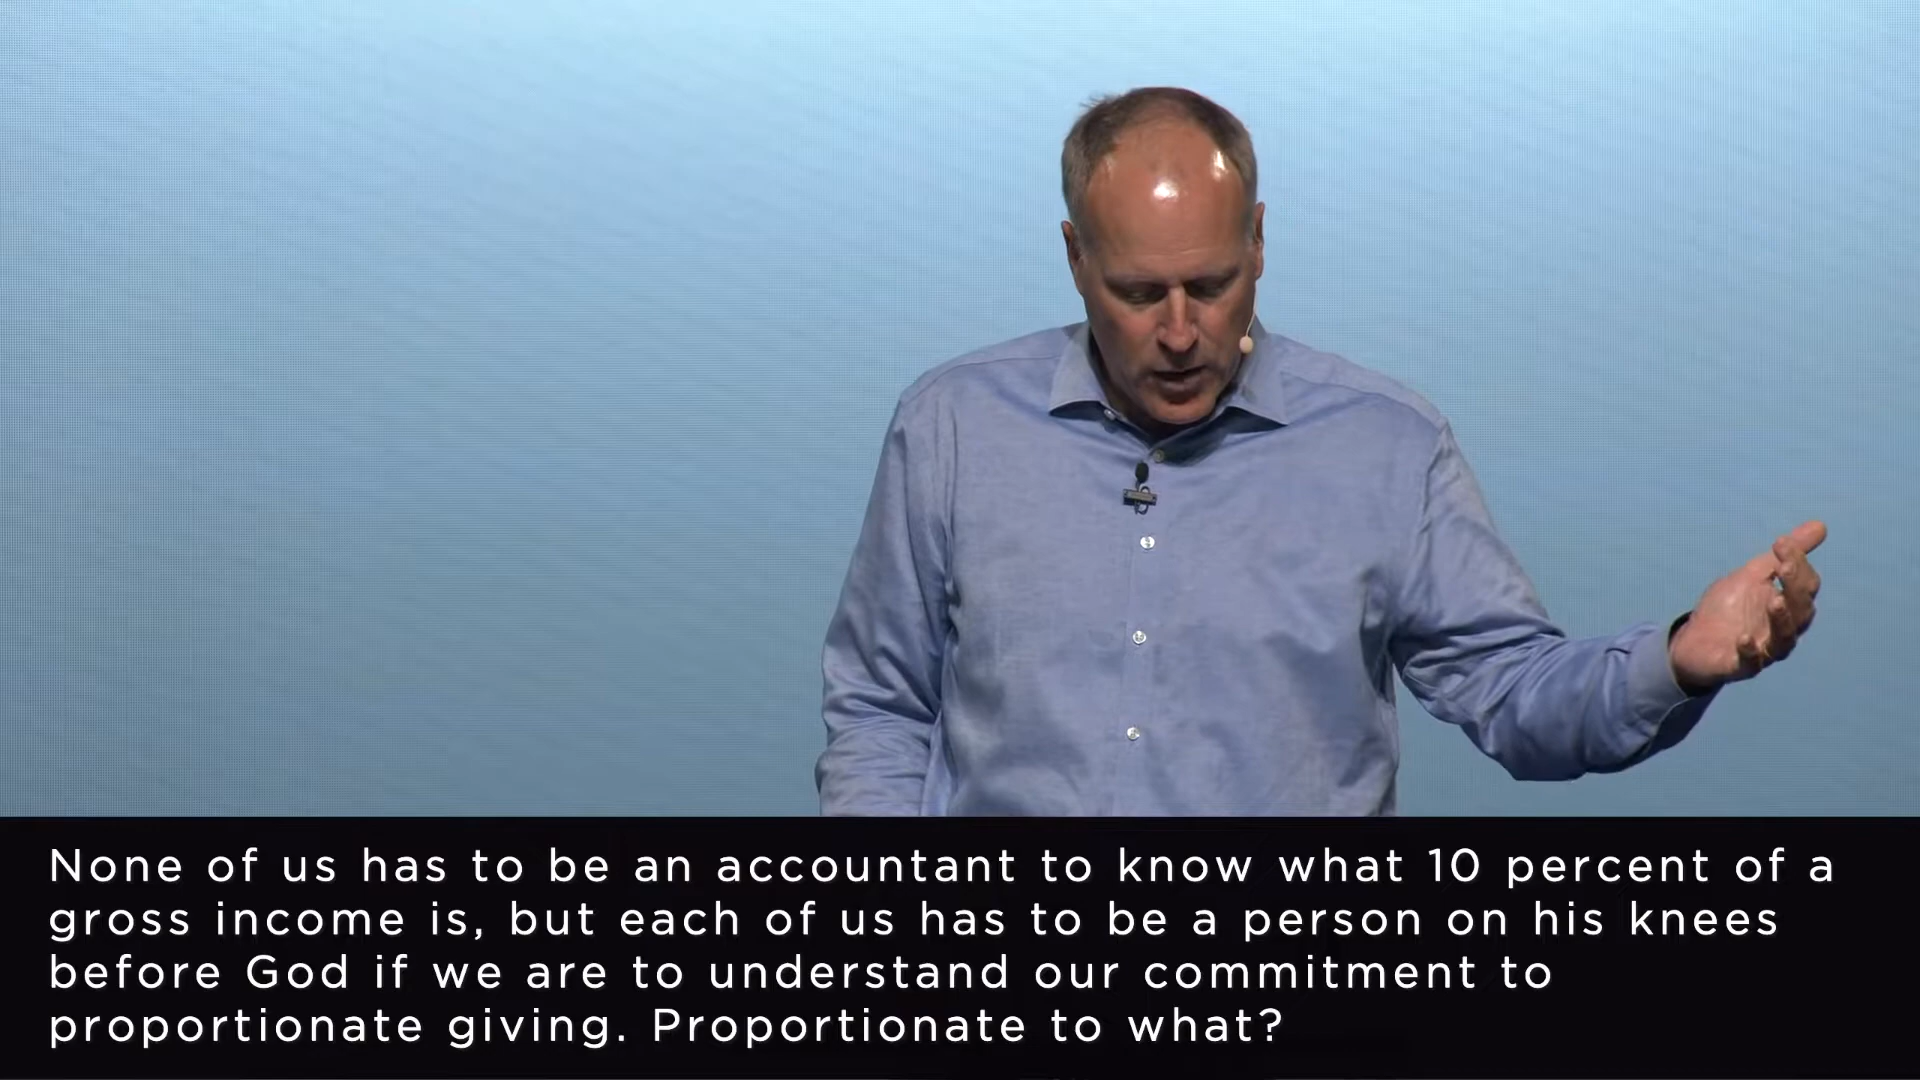 None of us has to be an accountant to know what 10 percent of a
gross income is, but each of us has to be a person on his knees
before God if we are to understand our commitment to
proportionate giving. Proportionate to what?